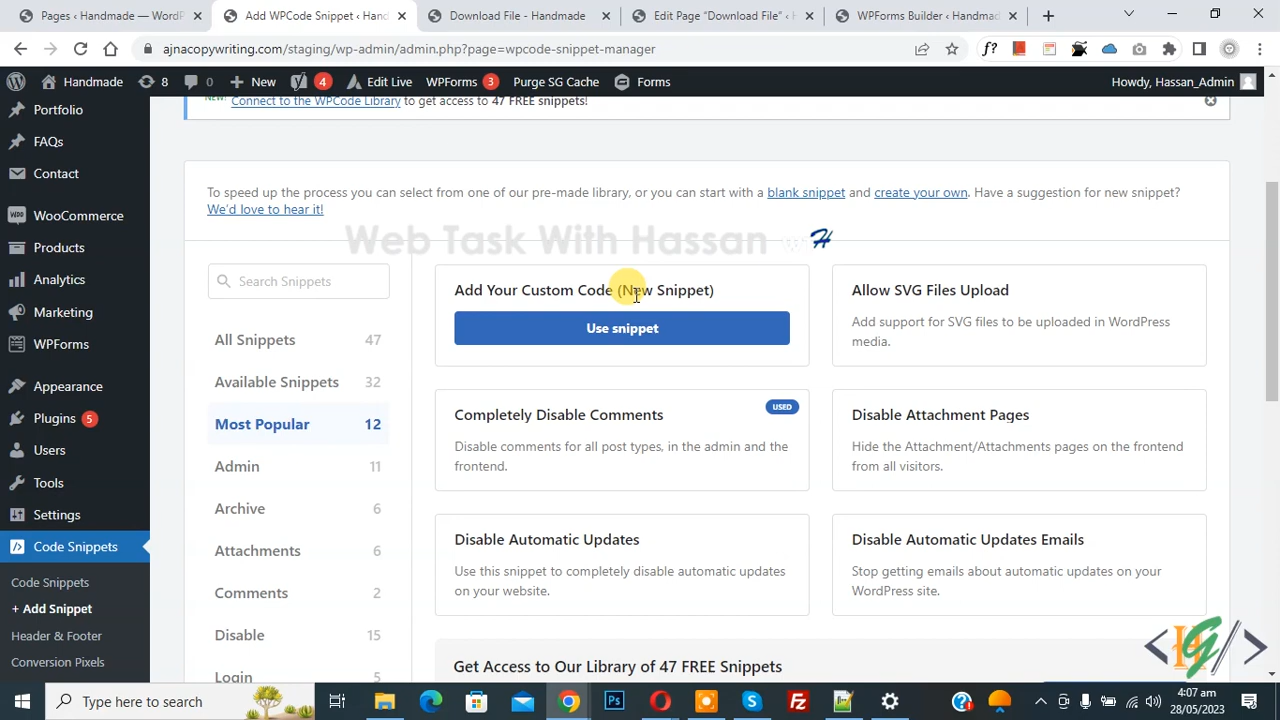 Pages ‹ Handmade — WordP
Add WPCode Snippet ‹ Hand
Download File - Handmade
Edit Page “Download File” ‹ H
WPForms Builder ‹ Handmad
ajnacopywriting.com/staging/wp-admin/admin.php?page=wpcode-snippet-manager
Handmade
8
New
4
Edit Live
WPForms 3
Purge SG Cache
Forms
Howdy, Hassan_Admin
Portfolio
FAQs
Contact
WooCommerce
Products
Analytics
Marketing
WPForms
Appearance
Plugins 5
Users
Tools
Settings
Code Snippets
Code Snippets
+ Add Snippet
Header & Footer
Conversion Pixels
NEW! Connect to the WPCode Library to get access to 47 FREE snippets!
To speed up the process you can select from one of our pre-made library, or you can start with a blank snippet and create your own. Have a suggestion for new snippet?
We'd love to hear it!
Web Task With Hassan
Search Snippets
All Snippets 47
Available Snippets 32
Most Popular 12
Admin 11
Archive 6
Attachments 6
Comments 2
Disable 15
Login 5
Add Your Custom Code (New Snippet)
Use snippet
Allow SVG Files Upload
Add support for SVG files to be uploaded in WordPress
media.
Completely Disable Comments
USED
Disable comments for all post types, in the admin and the
frontend.
Disable Attachment Pages
Hide the Attachment/Attachments pages on the frontend
from all visitors.
Disable Automatic Updates
Use this snippet to completely disable automatic updates
on your website.
Disable Automatic Updates Emails
Stop getting emails about automatic updates on your
WordPress site.
Get Access to Our Library of 47 FREE Snippets
Type here to search
4:07 am
28/05/2023